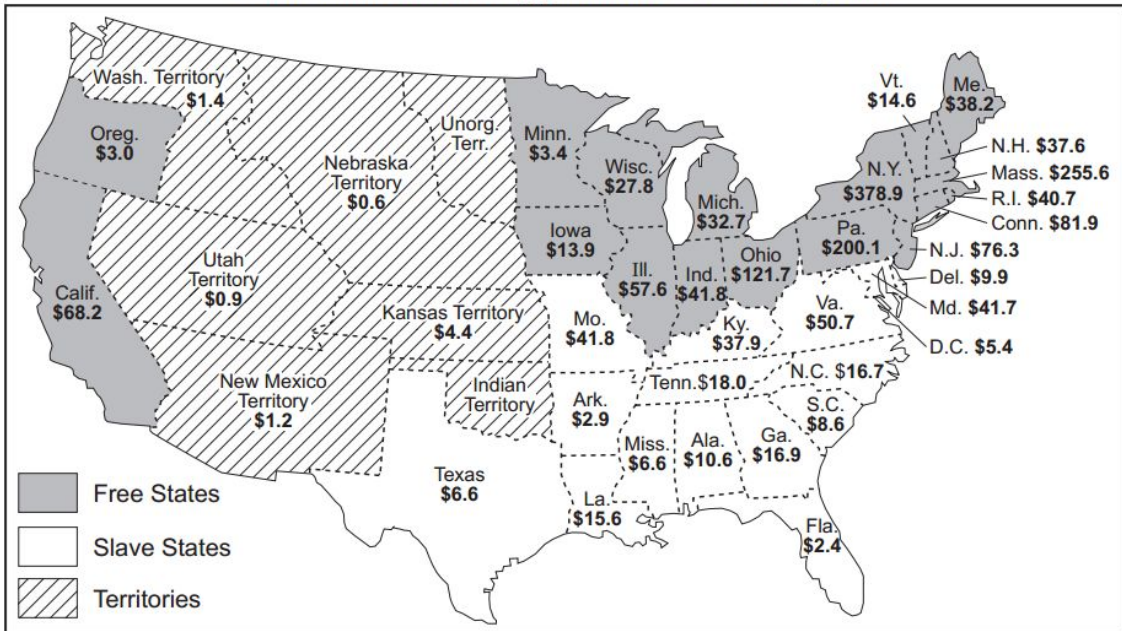 Wash. Territory
$1.4
Oreg.
$3.0
Calif.
$68.2
Utah
Territory
$0.9
Nebraska
Territory
$0.6
Unorg.
Terr.
Kansas Territory
$4.4
New Mexico
Territory
$1.2
Indian
Territory
Texas
$6.6
Minn.
$3.4
Wisc.
$27.8
Iowa
$13.9
Mich.
$32.7
Ill.
$57.6
Ind.
$41.8
Ohio
$121.7
Mo.
$41.8
Ky.
$37.9
Tenn.$18.0
Ark.
$2.9
La.
$15.6
Miss.
$6.6
Ala.
$10.6
Ga.
$16.9
Fla.
$2.4
S.C.
$8.6
N.C. $16.7
Va.
$50.7
Pa.
$200.1
N.Y.
$378.9
Vt.
$14.6
Me.
$38.2
N.H. $37.6
Mass. $255.6
R.I. $40.7
Conn. $81.9
N.J. $76.3
Del. $9.9
Md. $41.7
D.C. $5.4
Free States
Slave States
Territories